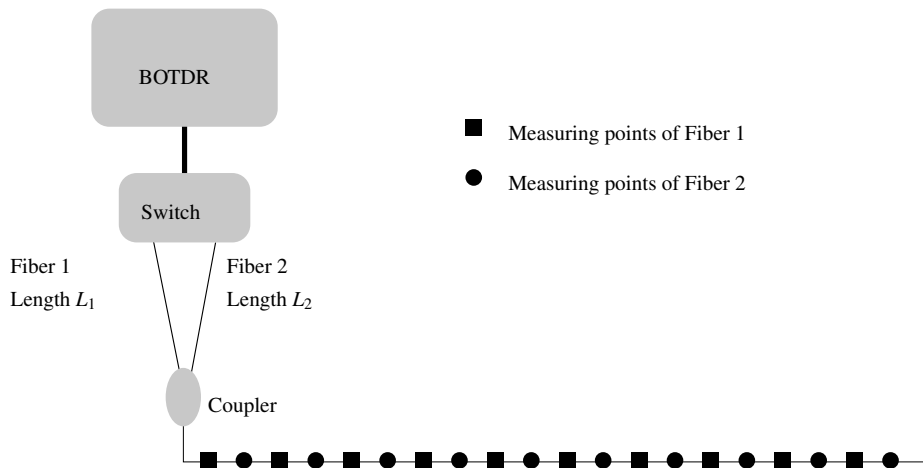 BOTDR
Measuring points of Fiber 1
Measuring points of Fiber 2
Switch
Fiber 1
Length L1
Fiber 2
Length L2
Coupler